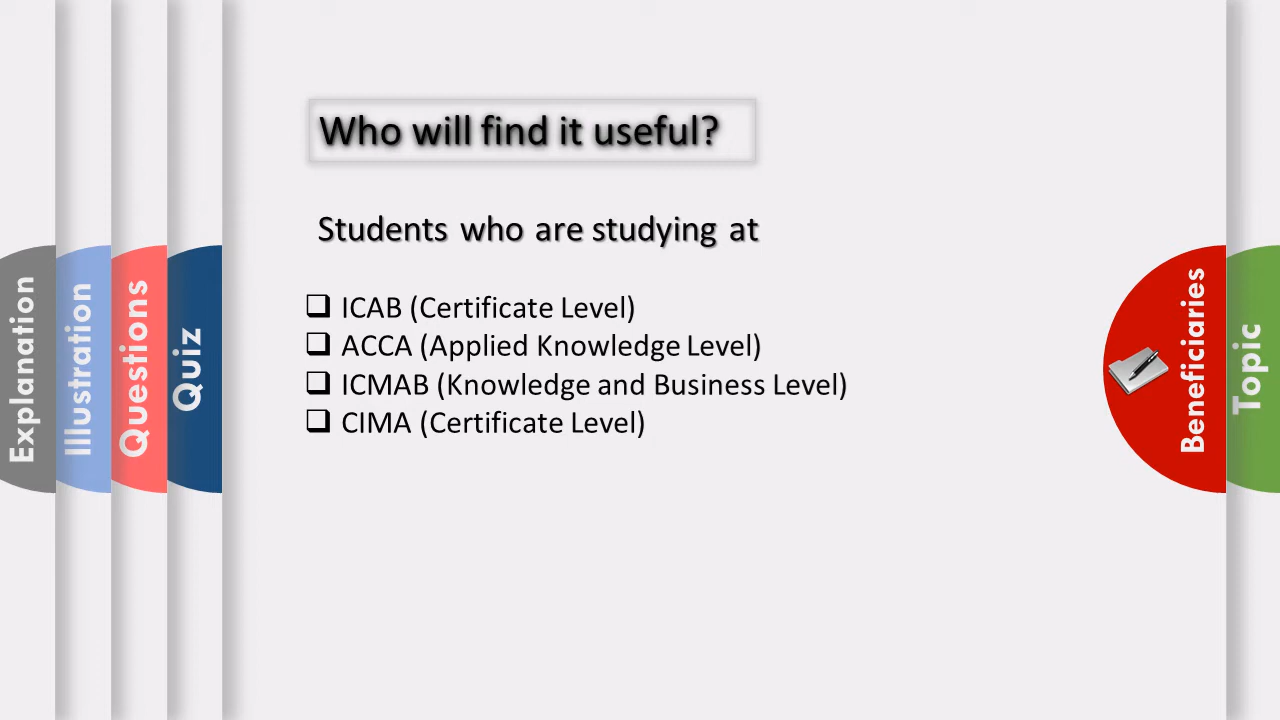 Who will find it useful?
Students who are studying at
❑ ICAB (Certificate Level)
❑ ACCA (Applied Knowledge Level)
❑ ICMAB (Knowledge and Business Level)
❑ CIMA (Certificate Level)
Explanation
Illustration
Questions
Quiz
Beneficiaries
Topic